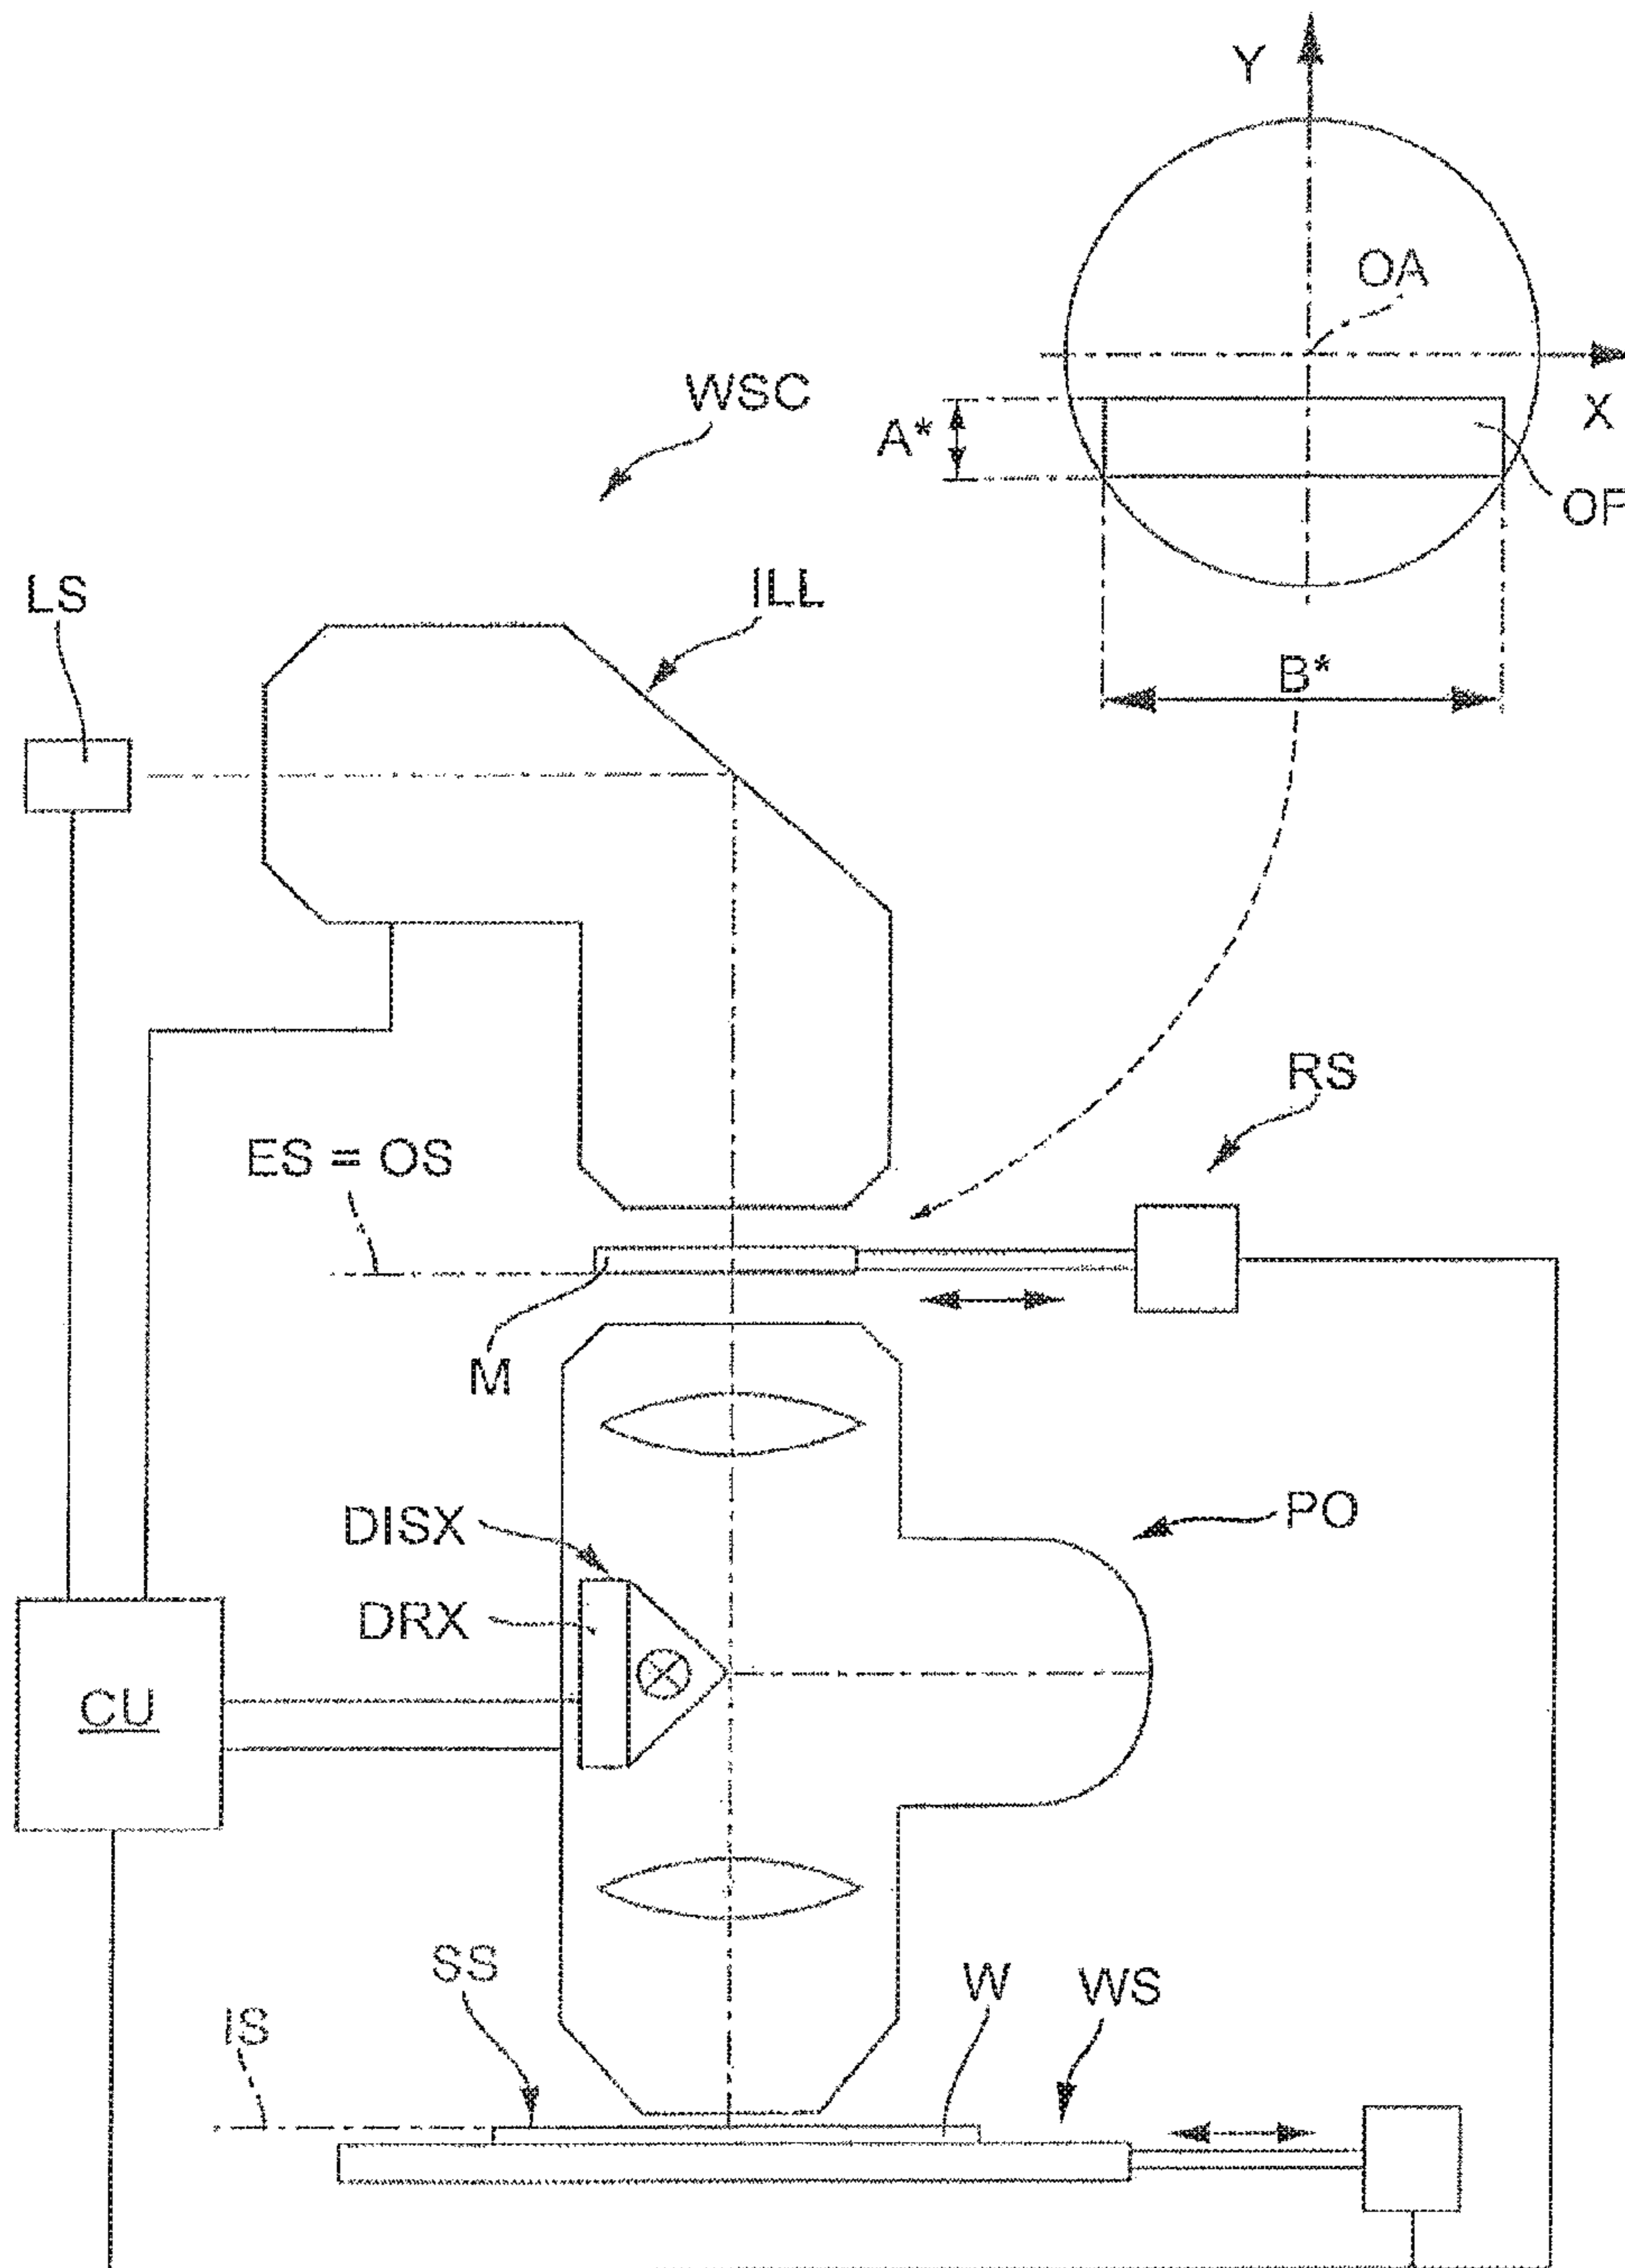 Y
OA
WSC
X
A*
OF
LS
ILL
B*
RS
ES = OS
M
DISX
PO
DRX
CU
SS
W
WS
IS